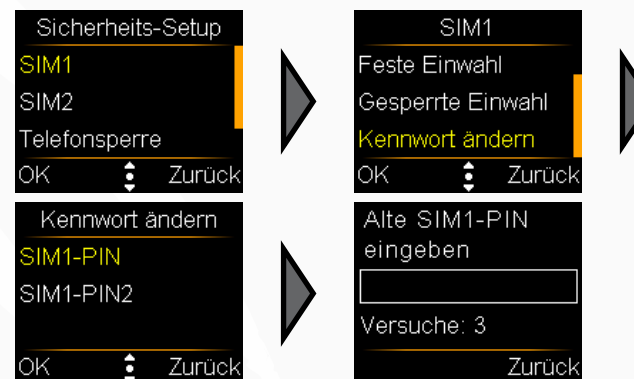 Sicherheits-Setup
SIM1
SIM2
Telefonsperre
OK Zurück
SIM1
Feste Einwahl
Gesperrte Einwahl
Kennwort ändern
OK Zurück
Kennwort ändern
SIM1-PIN
SIM1-PIN2
OK Zurück
Alte SIM1-PIN
eingeben
Versuche: 3
Zurück